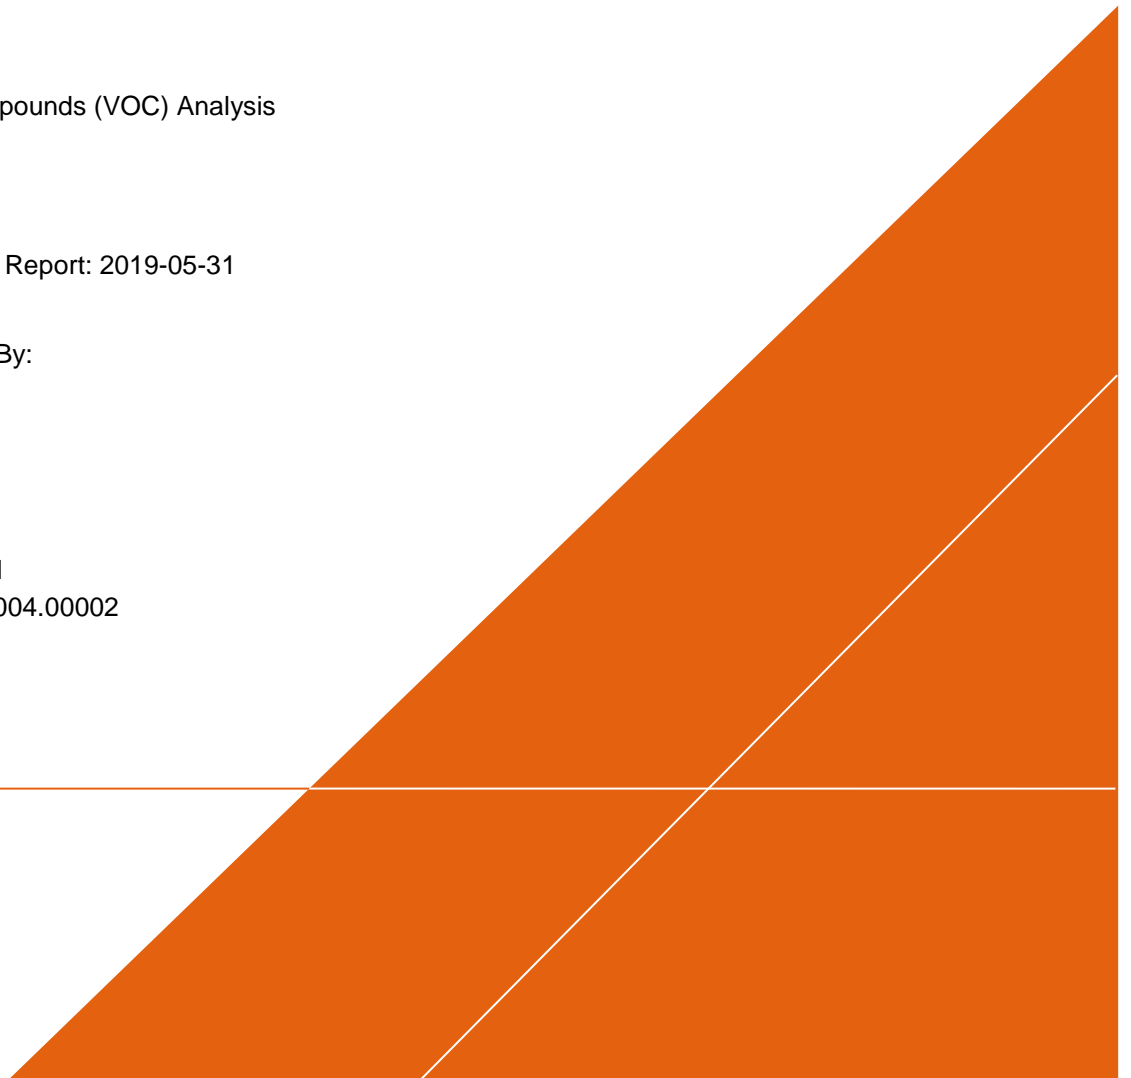 pounds (VOC) Analysis
Report: 2019-05-31
By:
004.00002